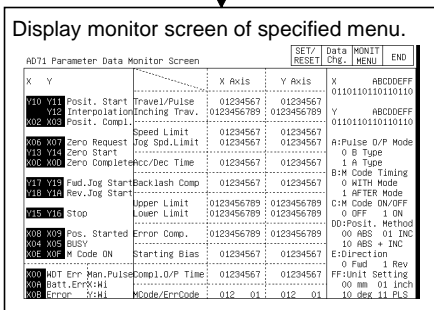 Display monitor screen of specified menu.
AD71 Parameter Data Monitor Screen SET/RESET Data Chg. MONIT MENU END
X Y X Axis Y Axis X ABCDDEFF
0110110110110110
Y10 Y11 Posit. Start Travel/Pulse 01234567 01234567
Y12 Interpolation Inching Trav. 0123456789 0123456789 Y ABCDDEFF
X02 X03 Posit. Compl. 0110110110110110
Speed Limit 01234567 01234567
X06 X07 Zero Request Jog Spd.Limit 01234567 01234567 A:Pulse O/P Mode
Y13 Y14 Zero Start 0 B Type
X0C X0D Zero Complete Acc/Dec Time 01234567 01234567 1 A Type
B:M Code Timing
Y17 Y19 Fwd.Jog Start Backlash Comp 01234567 01234567 0 WITH Mode
Y18 Y1A Rev.Jog Start 1 AFTER Mode
Upper Limit 0123456789 0123456789 C:M Code ON/OFF
Y15 Y16 Stop Lower Limit 0123456789 0123456789 0 OFF 1 ON
DD:Posit. Method
X08 X09 Pos. Started Error Comp. 0123456789 0123456789 00 ABS 01 INC
X04 X05 BUSY 10 ABS + INC
X0E X0F M Code ON Starting Bias 01234567 01234567 E:Direction
0 Fwd 1 Rev
X00 WDT Err Man.Pulse Compl.O/P Time 01234567 01234567 FF:Unit Setting
X0A Batt.Err X:Wi 00 mm 01 inch
X0B Error Y:Wi MCode/ErrCode 012 01 012 01 10 deg 11 PLS